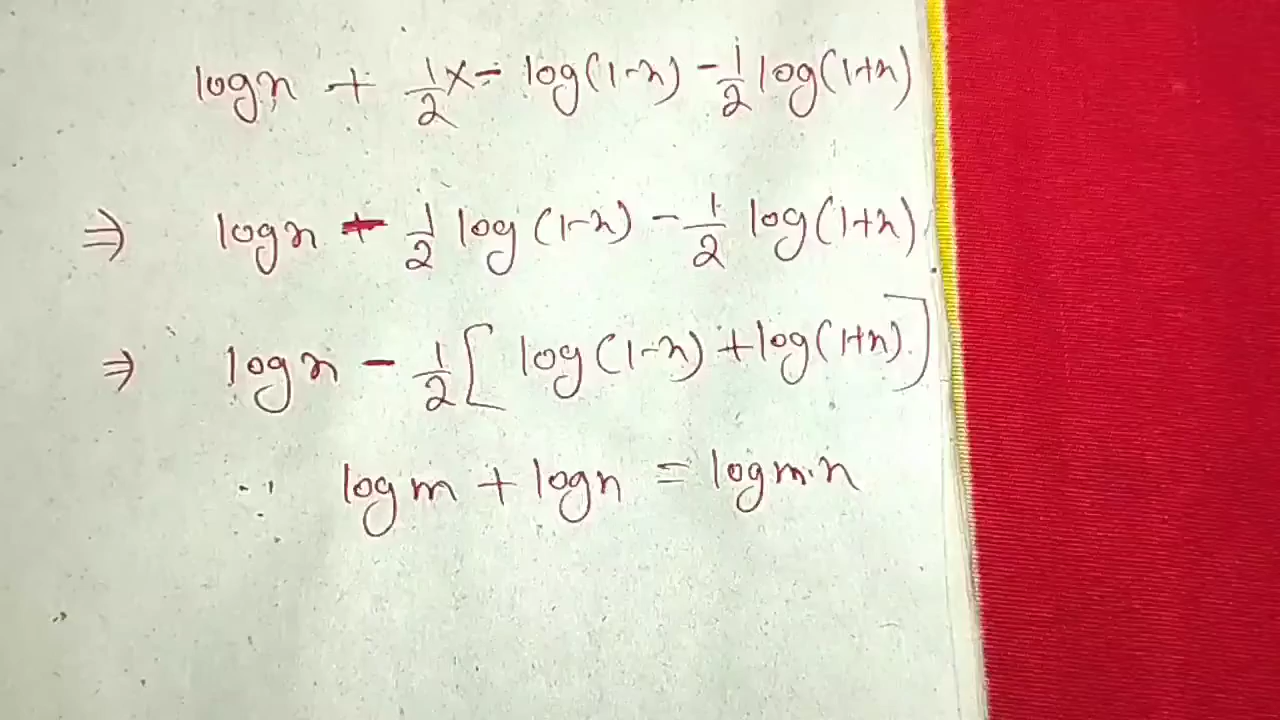 log x + 1/2 × - log(1-x) - 1/2 log(1+x)
⇒ log x - 1/2 log (1-x) - 1/2 log(1+x)
⇒ log x - 1/2 [ log(1-x) + log(1+x) ]
∵ log m + log n = log m.n